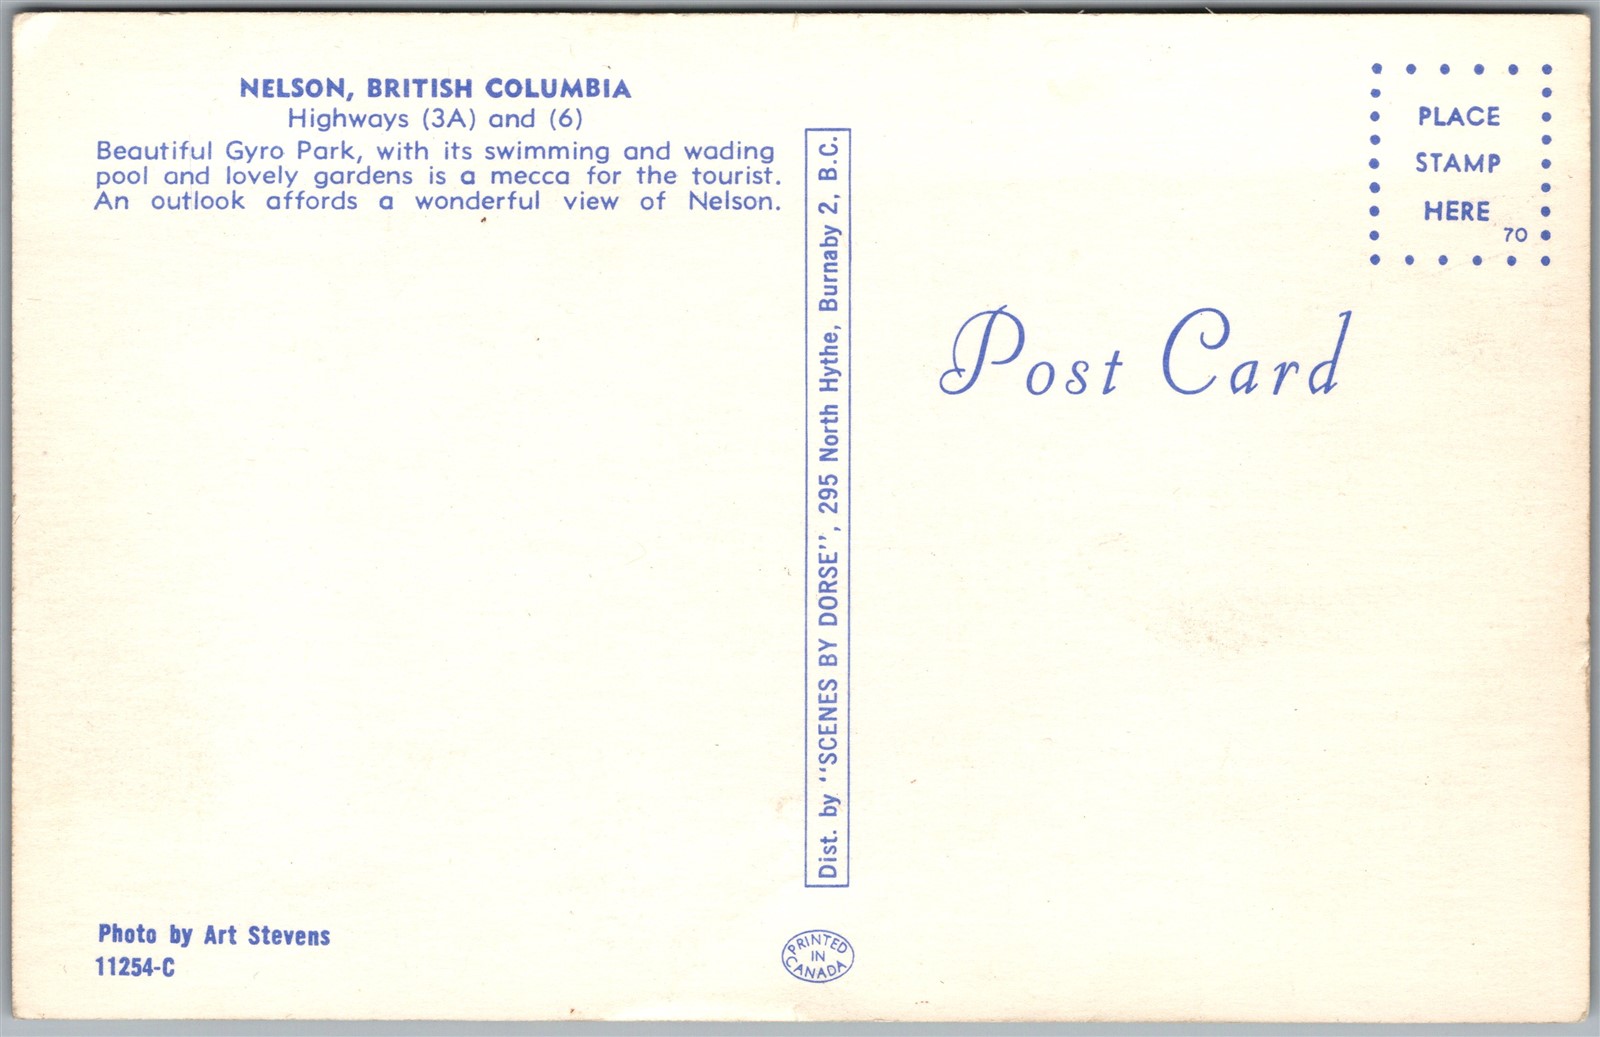 NELSON, BRITISH COLUMBIA
Highways (3A) and (6)
Beautiful Gyro Park, with its swimming and wading
pool and lovely gardens is a mecca for the tourist.
An outlook affords a wonderful view of Nelson.
Photo by Art Stevens
11254-C
Dist. by "SCENES BY DORSE", 295 North Hythe, Burnaby 2, B.C.
PRINTED
IN
CANADA
PLACE
STAMP
HERE
70
Post Card